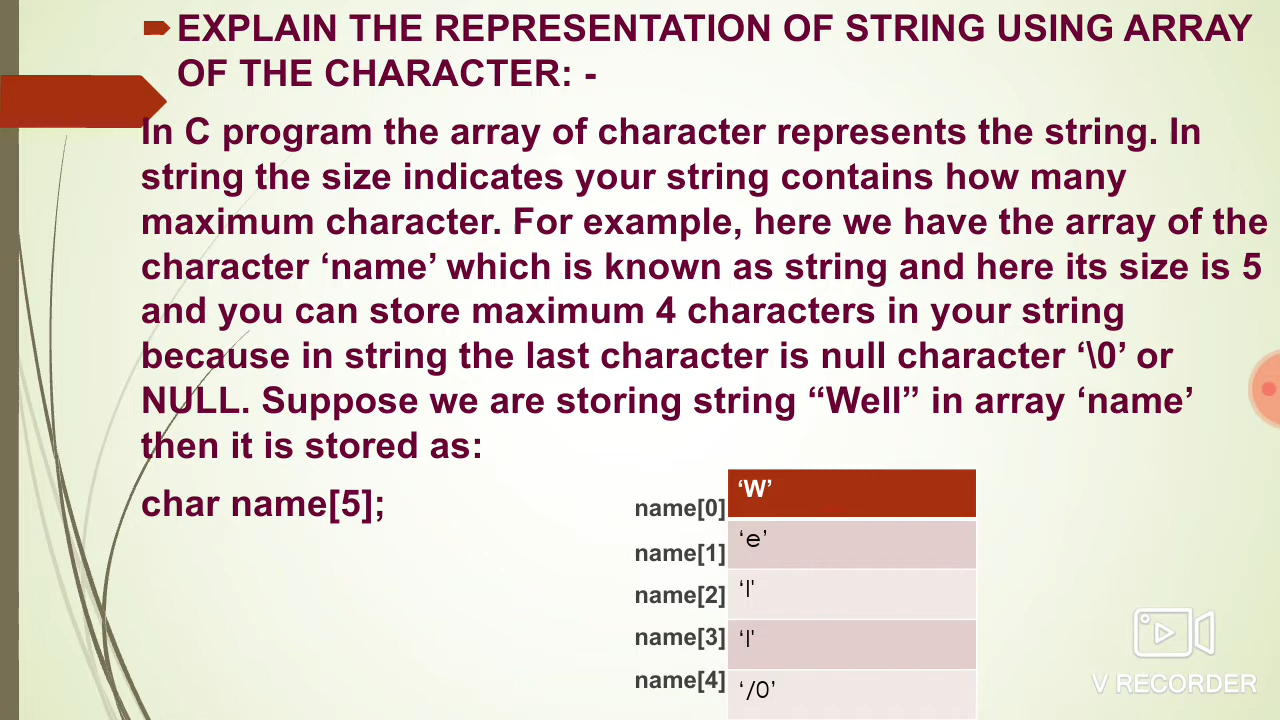 EXPLAIN THE REPRESENTATION OF STRING USING ARRAY
OF THE CHARACTER: -
In C program the array of character represents the string. In
string the size indicates your string contains how many
maximum character. For example, here we have the array of the
character ‘name’ which is known as string and here its size is 5
and you can store maximum 4 characters in your string
because in string the last character is null character ‘\0’ or
NULL. Suppose we are storing string “Well” in array ‘name’
then it is stored as:
char name[5];
name[0] ‘W’
name[1] ‘e’
name[2] ‘l'
name[3] ‘l'
name[4] ‘/0’
V RECORDER